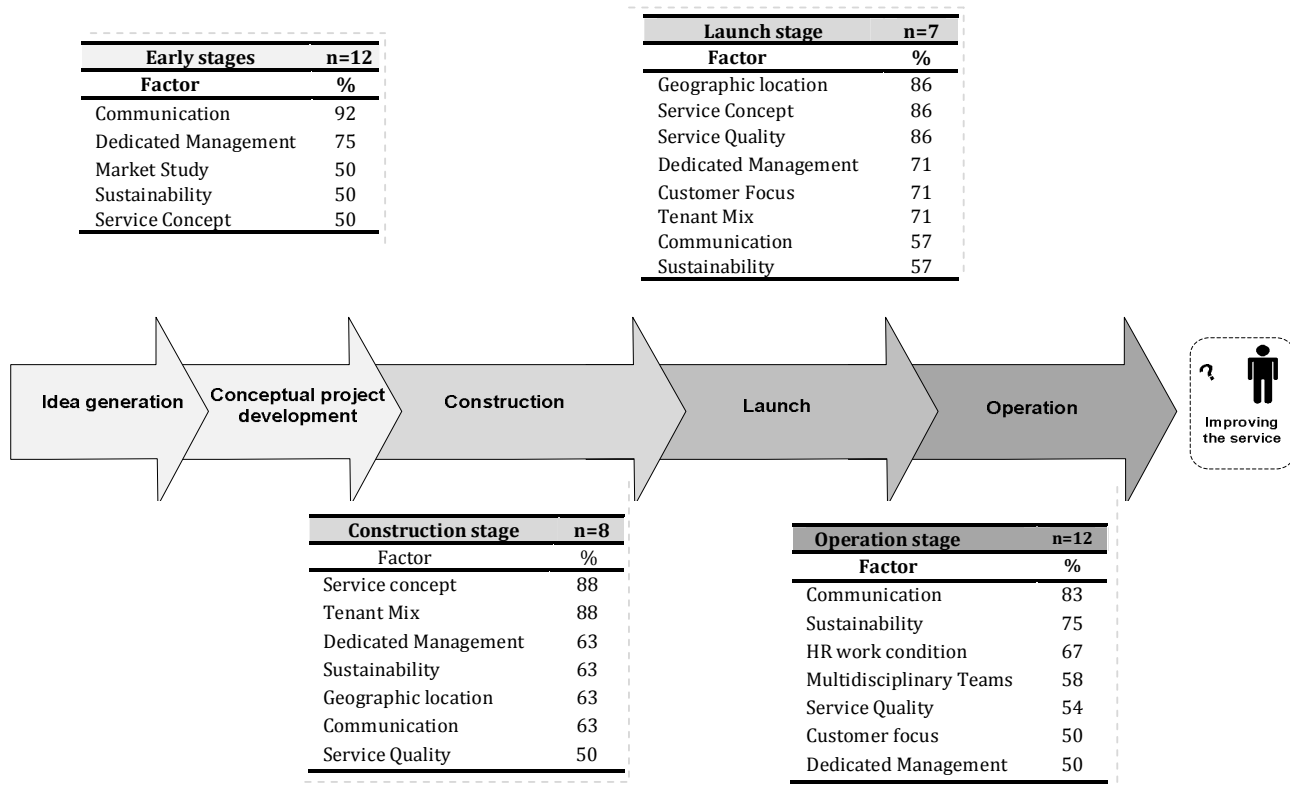 Early stages n=12
Factor %
Communication 92
Dedicated Management 75
Market Study 50
Sustainability 50
Service Concept 50
Launch stage n=7
Factor %
Geographic location 86
Service Concept 86
Service Quality 86
Dedicated Management 71
Customer Focus 71
Tenant Mix 71
Communication 57
Sustainability 57
Idea generation
Conceptual project
development
Construction
Launch
Operation
?
Improving
the service
Construction stage n=8
Factor %
Service concept 88
Tenant Mix 88
Dedicated Management 63
Sustainability 63
Geographic location 63
Communication 63
Service Quality 50
Operation stage n=12
Factor %
Communication 83
Sustainability 75
HR work condition 67
Multidisciplinary Teams 58
Service Quality 54
Customer focus 50
Dedicated Management 50